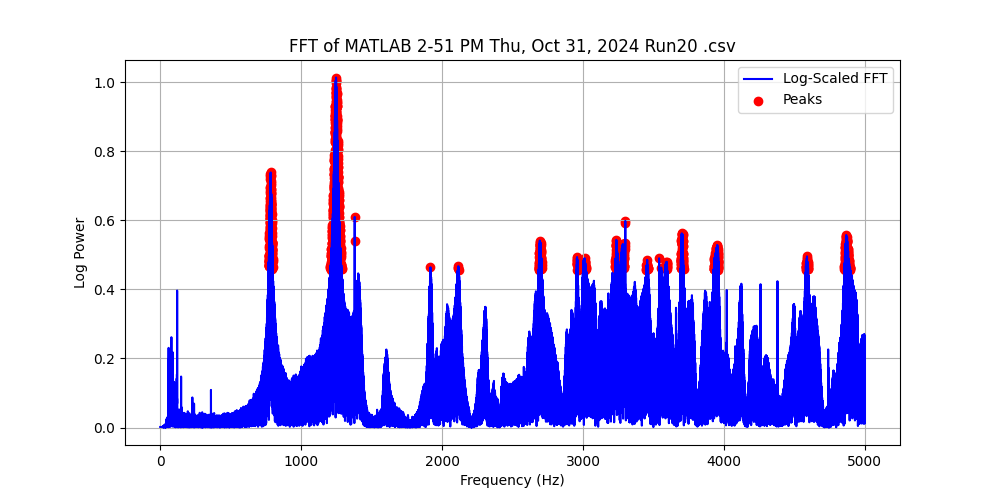 FFT of MATLAB 2-51 PM Thu, Oct 31, 2024 Run20 .csv
Log-Scaled FFT
Peaks
Log Power
1.0
0.8
0.6
0.4
0.2
0.0
0 1000 2000 3000 4000 5000
Frequency (Hz)